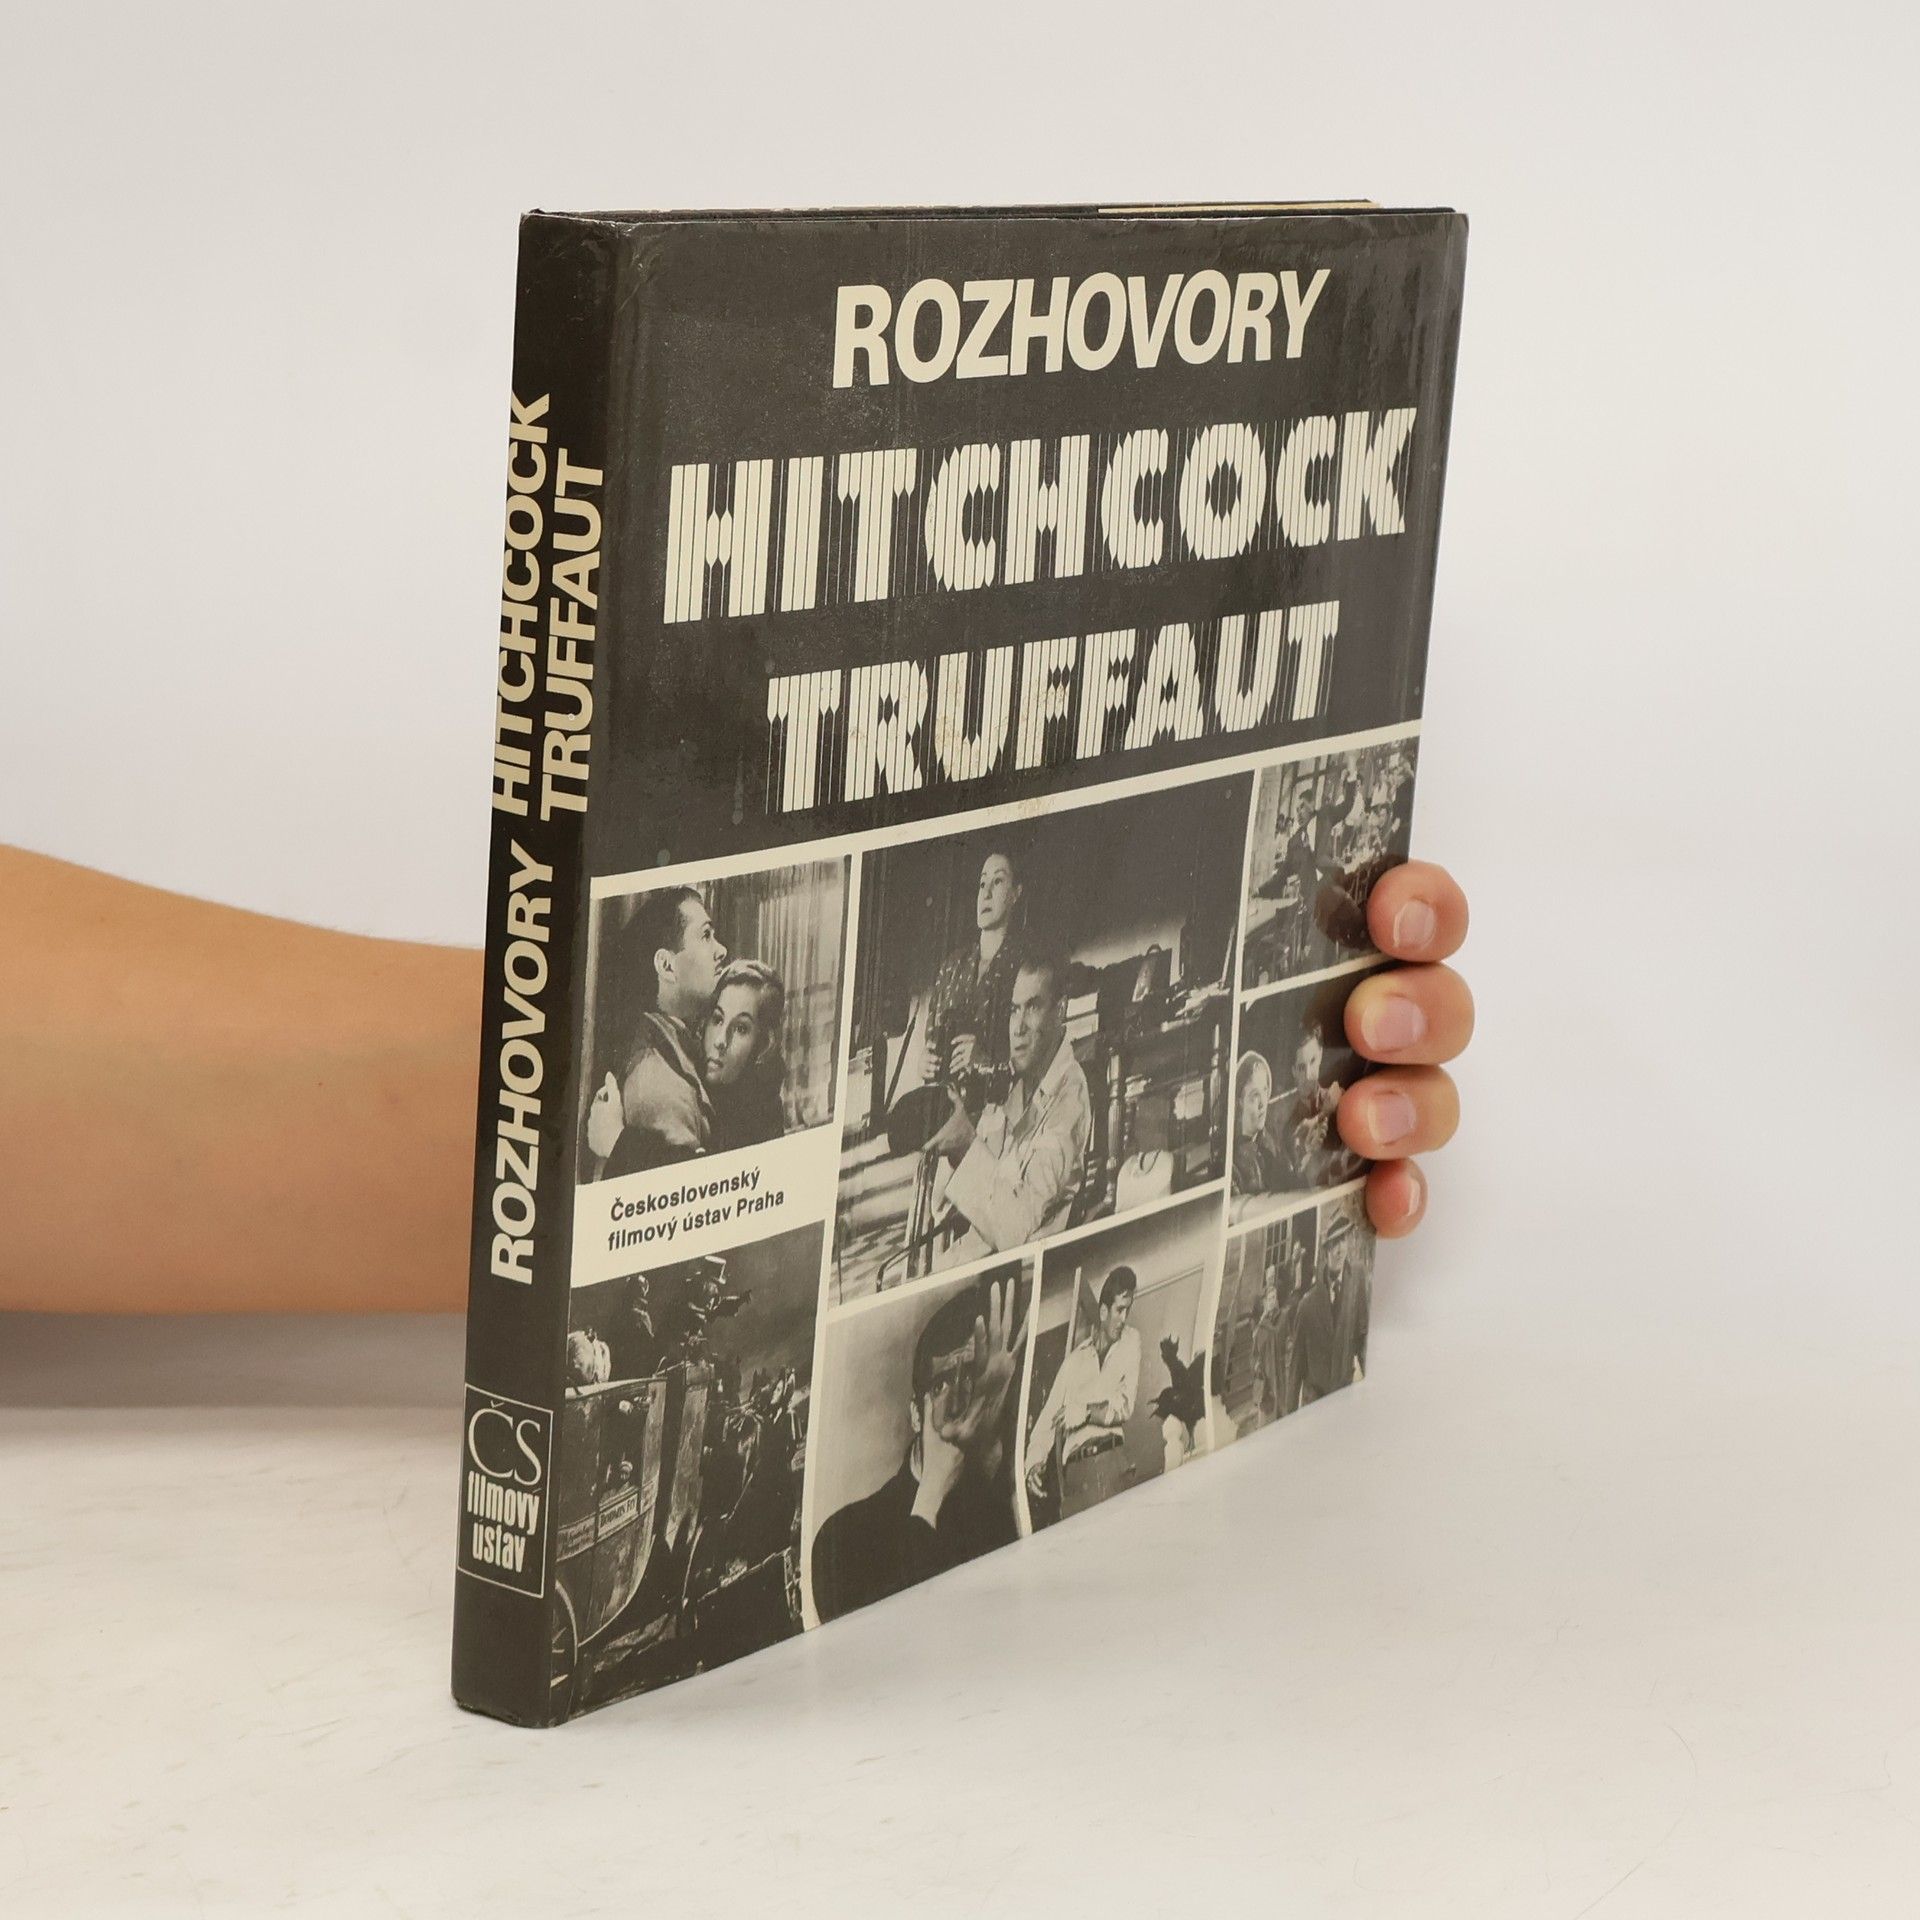 ROZHOVORY
HITCHCOCK
TRUFFAUT
Československý
filmový ústav Praha
ROZHOVORY HITCHCOCK
TRUFFAUT
ČS
filmový
ústav